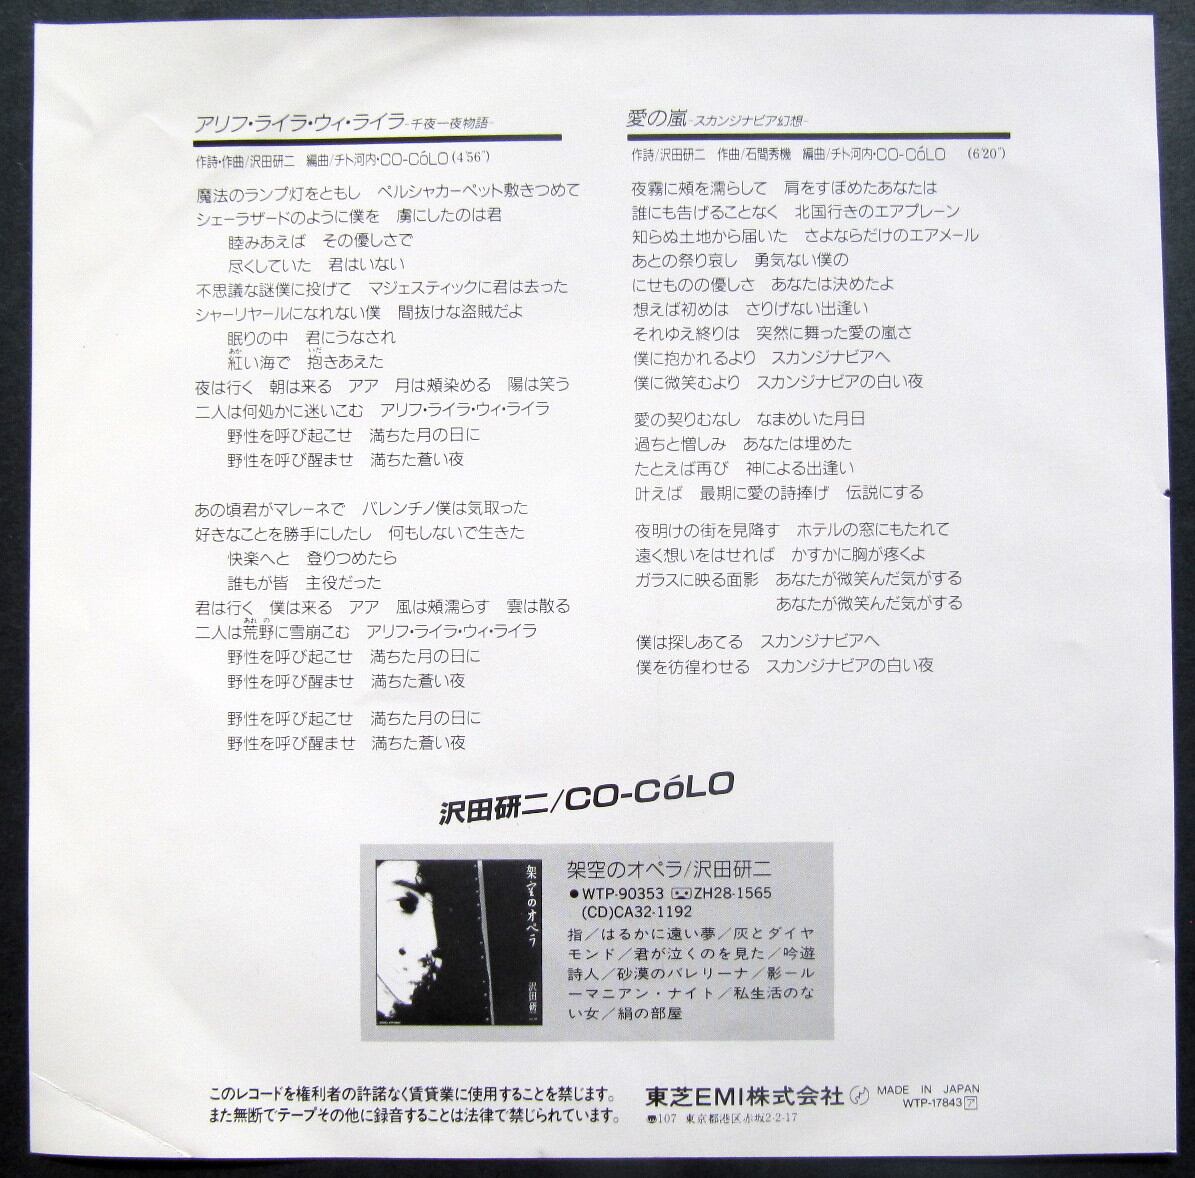 アリフ・ライラ・ウィ・ライラ-千夜一夜物語-
作詩・作曲/沢田研二　編曲/チト河内・CO-CóLO(4'56")
魔法のランプ灯をともし　ペルシャカーペット敷きつめて
シェーラザードのように僕を　虜にしたのは君
睦みあえば　その優しさで
尽くしていた　君はいない
不思議な謎僕に投げて　マジェスティックに君は去った
シャーリヤールになれない僕　間抜けな盗賊だよ
眠りの中　君にうなされ
あか　いだ
紅い海で　抱きあえた
夜は行く　朝は来る　アア　月は頰染める　陽は笑う
二人は何処かに迷いこむ　アリフ・ライラ・ウィ・ライラ
野性を呼び起こせ　満ちた月の日に
野性を呼び醒ませ　満ちた蒼い夜
あの頃君がマレーネで　バレンチノ僕は気取った
好きなことを勝手にしたし　何もしないで生きた
快楽へと　登りつめたら
誰もが皆　主役だった
君は行く　僕は来る　アア　風は頰濡らす　雲は散る
あれ の
二人は荒野に雪崩こむ　アリフ・ライラ・ウィ・ライラ
野性を呼び起こせ　満ちた月の日に
野性を呼び醒ませ　満ちた蒼い夜
野性を呼び起こせ　満ちた月の日に
野性を呼び醒ませ　満ちた蒼い夜
愛の嵐-スカンジナビア幻想-
作詩/沢田研二　作曲/石間秀機　編曲/チト河内・CO-CóLO　(6'20")
夜霧に頰を濡らして　肩をすぼめたあなたは
誰にも告げることなく　北国行きのエアプレーン
知らぬ土地から届いた　さよならだけのエアメール
あとの祭り哀し　勇気ない僕の
にせものの優しさ　あなたは決めたよ
想えば初めは　さりげない出逢い
それゆえ終りは　突然に舞った愛の嵐さ
僕に抱かれるより　スカンジナビアへ
僕に微笑むより　スカンジナビアの白い夜
愛の契りむなし　なまめいた月日
過ちと憎しみ　あなたは埋めた
たとえば再び　神による出逢い
叶えば　最期に愛の詩捧げ　伝説にする
夜明けの街を見降す　ホテルの窓にもたれて
遠く想いをはせれば　かすかに胸が疼くよ
ガラスに映る面影　あなたが微笑んだ気がする
あなたが微笑んだ気がする
僕は探しあてる　スカンジナビアへ
僕を彷徨わせる　スカンジナビアの白い夜
沢田研二/CO-CóLO
架空のオペラ
沢田研二
架空のオペラ/沢田研二
●WTP-90353 ZH28-1565
(CD)CA32-1192
指／はるかに遠い夢／灰とダイヤ
モンド／君が泣くのを見た／吟遊
詩人／砂漠のバレリーナ／影―ル
ーマニアン・ナイト／私生活のな
い女／絹の部屋
このレコードを権利者の許諾なく賃貸業に使用することを禁じます。
また無断でテープその他に録音することは法律で禁じられています。
東芝EMI株式会社
〠107 東京都港区赤坂2-2-17
MADE IN JAPAN
WTP-17843ア